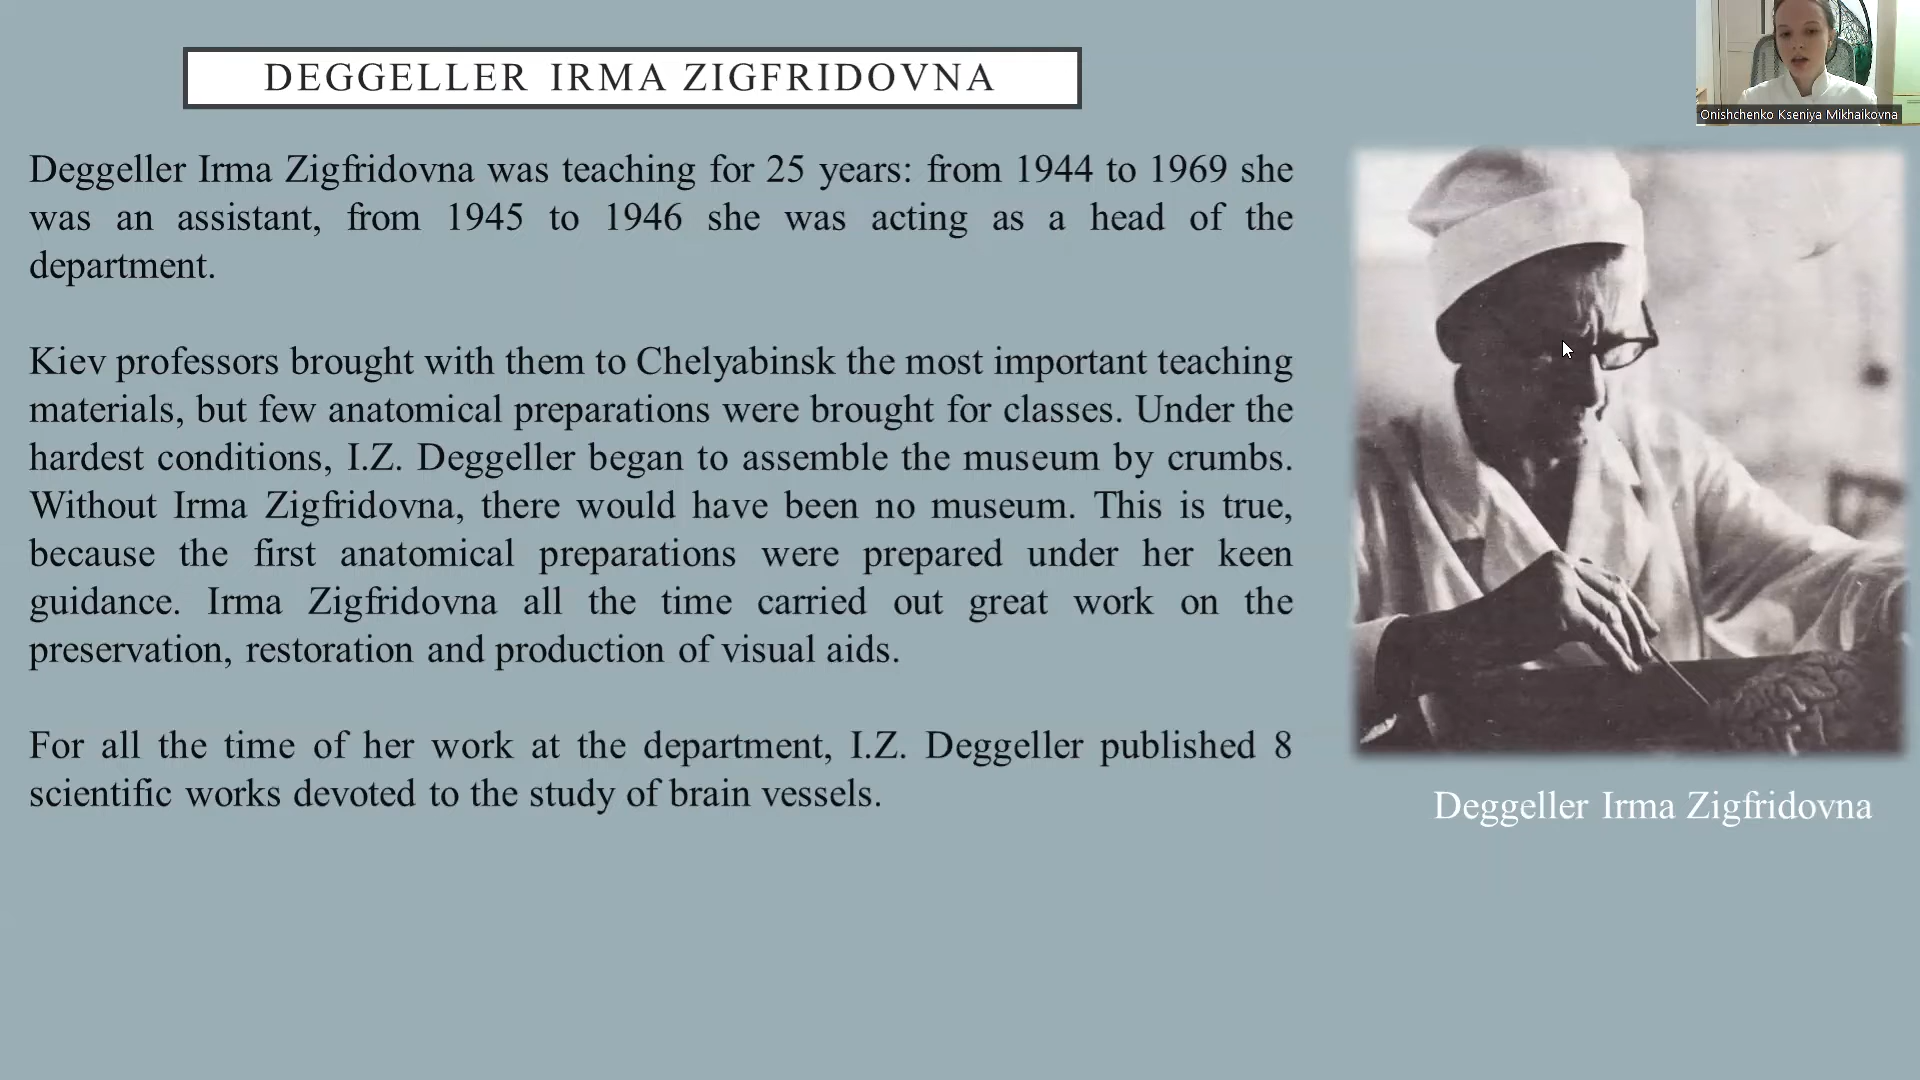 DEGGELLER IRMA ZIGFRIDOVNA
Onishchenko Kseniya Mikhaikovna
Deggeller Irma Zigfridovna was teaching for 25 years: from 1944 to 1969 she
was an assistant, from 1945 to 1946 she was acting as a head of the
department.
Kiev professors brought with them to Chelyabinsk the most important teaching
materials, but few anatomical preparations were brought for classes. Under the
hardest conditions, I.Z. Deggeller began to assemble the museum by crumbs.
Without Irma Zigfridovna, there would have been no museum. This is true,
because the first anatomical preparations were prepared under her keen
guidance. Irma Zigfridovna all the time carried out great work on the
preservation, restoration and production of visual aids.
For all the time of her work at the department, I.Z. Deggeller published 8
scientific works devoted to the study of brain vessels.
Deggeller Irma Zigfridovna